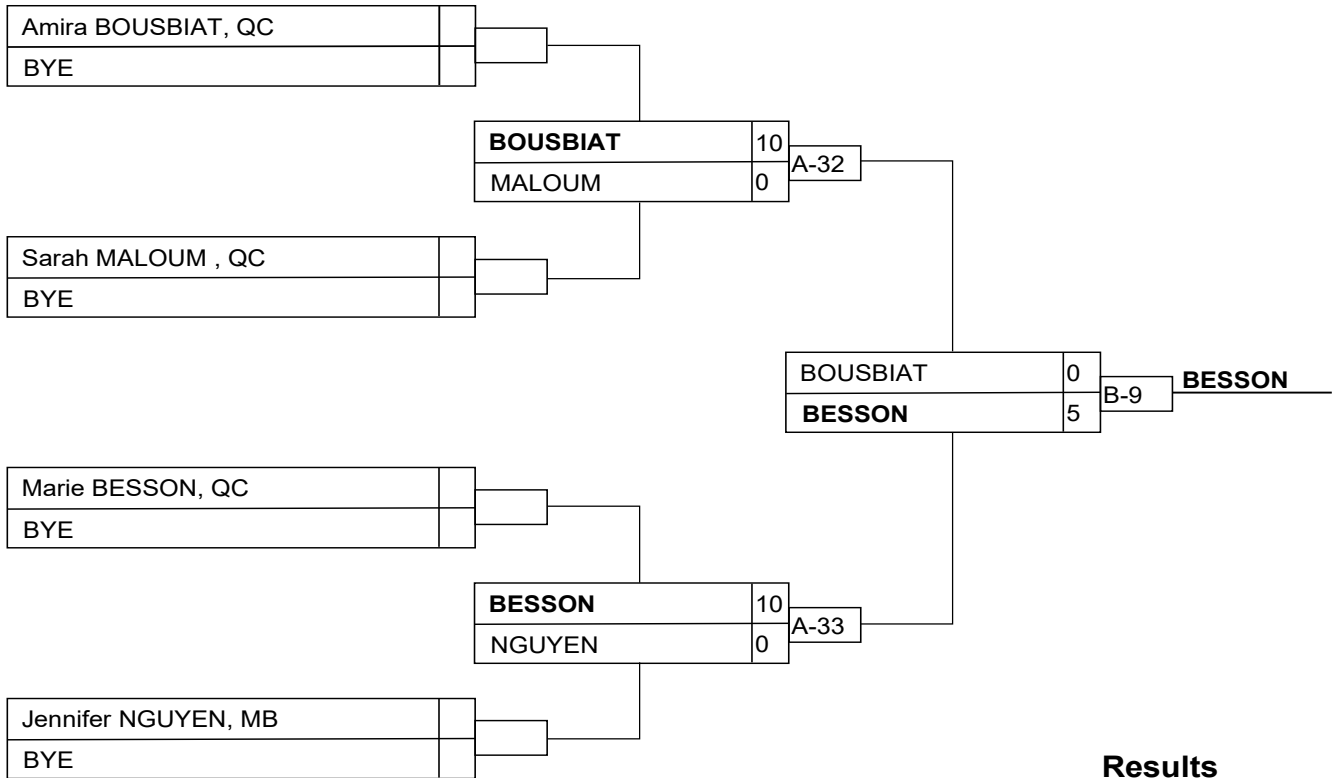 Amira BOUSBIAT, QC
BYE
BOUSBIAT 10
MALOUM 0
A-32
Sarah MALOUM , QC
BYE
BOUSBIAT 0
BESSON 5
B-9
BESSON
Marie BESSON, QC
BYE
BESSON 10
NGUYEN 0
A-33
Jennifer NGUYEN, MB
BYE
Results